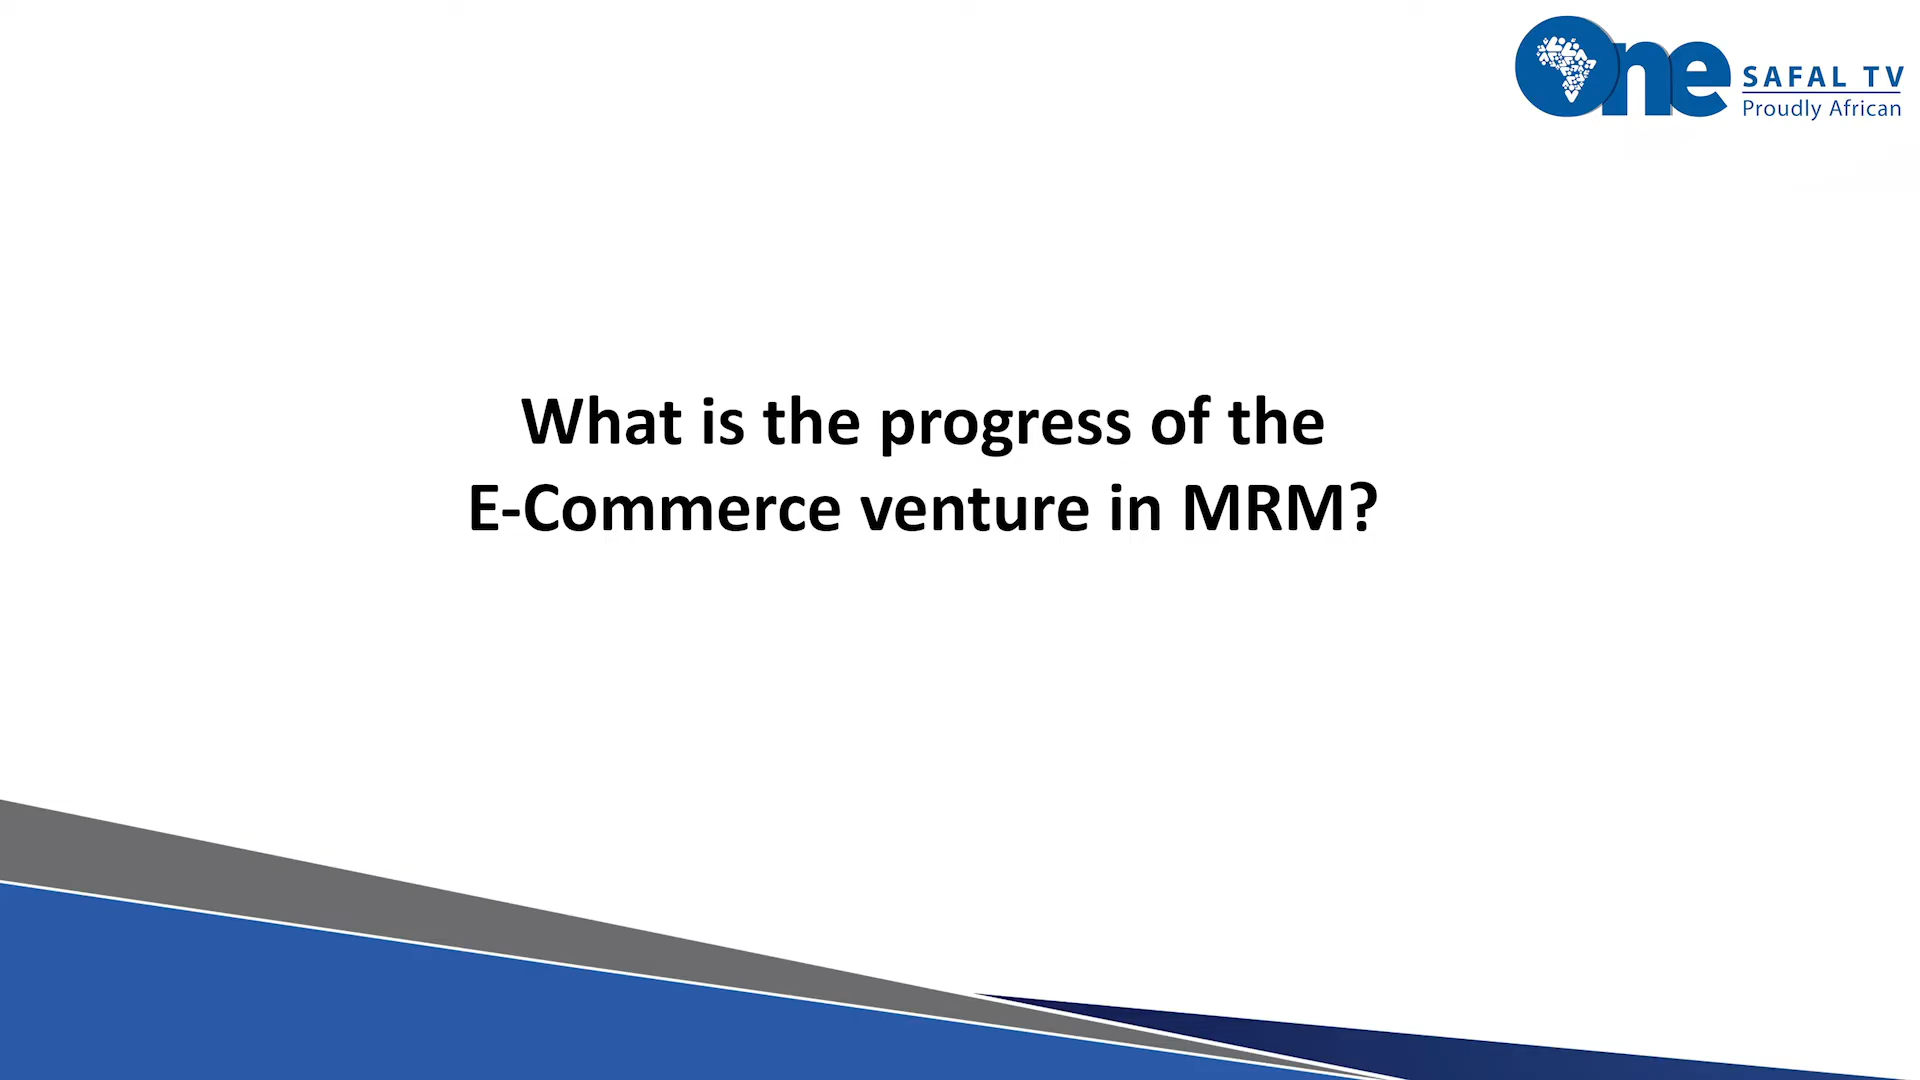 One
SAFAL TV
Proudly African
What is the progress of the
E-Commerce venture in MRM?